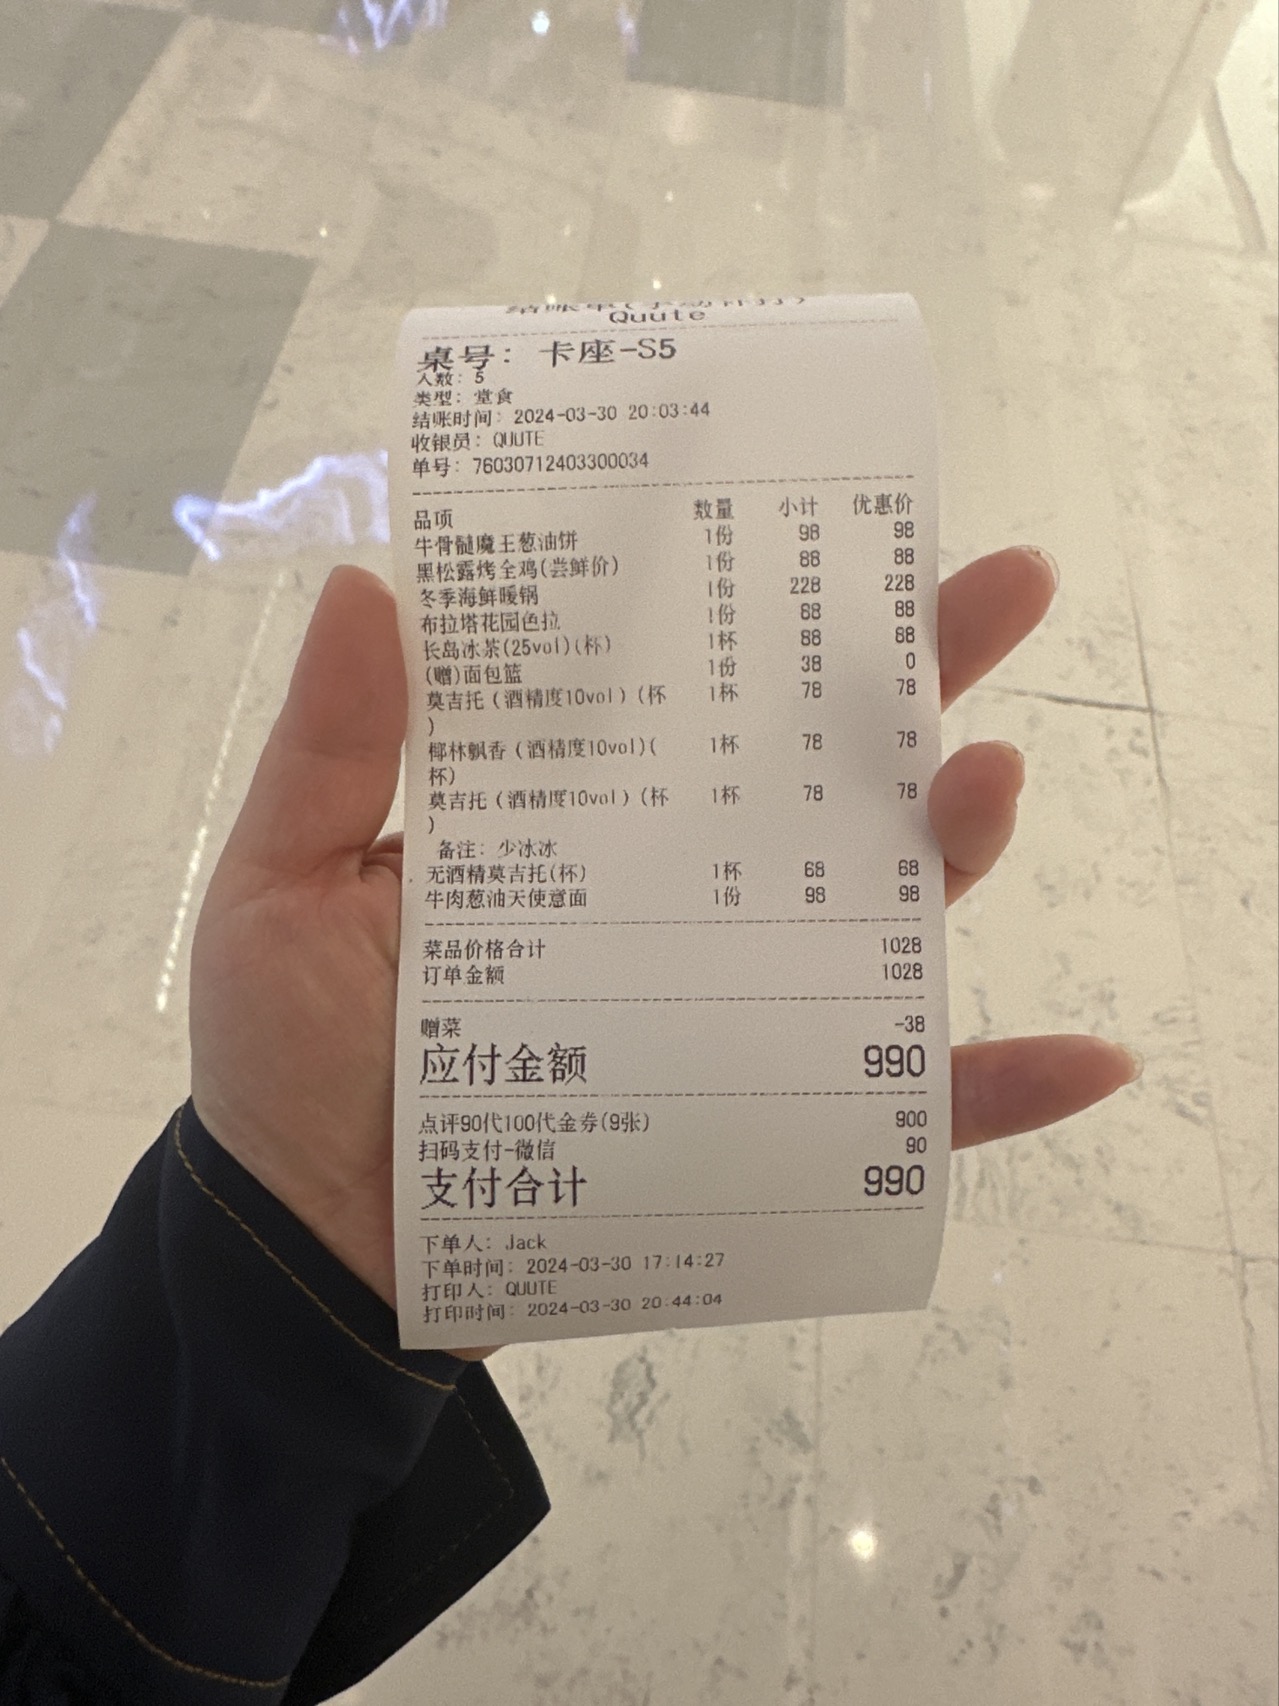 结账单(手动补打)
Quute
桌号: 卡座-S5
人数: 5
类型: 堂食
结账时间: 2024-03-30 20:03:44
收银员: QUUTE
单号: 76030712403300034
品项 数量 小计 优惠价
牛骨髓魔王葱油饼 1份 98 98
黑松露烤全鸡(尝鲜价) 1份 88 88
冬季海鲜暖锅 1份 228 228
布拉塔花园色拉 1份 88 88
长岛冰茶(25vol)(杯) 1杯 88 88
(赠)面包篮 1份 38 0
莫吉托(酒精度10vol)(杯 1杯 78 78
)
椰林飘香(酒精度10vol)( 1杯 78 78
杯)
莫吉托(酒精度10vol)(杯 1杯 78 78
)
备注: 少冰冰
无酒精莫吉托(杯) 1杯 68 68
牛肉葱油天使意面 1份 98 98
菜品价格合计 1028
订单金额 1028
赠菜 -38
应付金额 990
点评90代100代金券(9张) 900
扫码支付-微信 90
支付合计 990
下单人: Jack
下单时间: 2024-03-30 17:14:27
打印人: QUUTE
打印时间: 2024-03-30 20:44:04